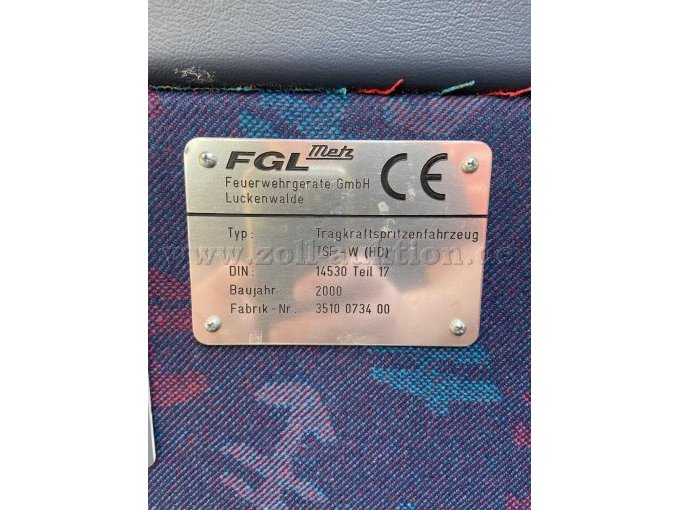 FGL Metz CE
Feuerwehrgeräte GmbH
Luckenwalde
Typ: Tragkraftspritzenfahrzeug
TSF-W (HD)
www.zoll-auktion.de
DIN: 14530 Teil 17
Baujahr 2000
Fabrik-Nr.: 3510 0734 00